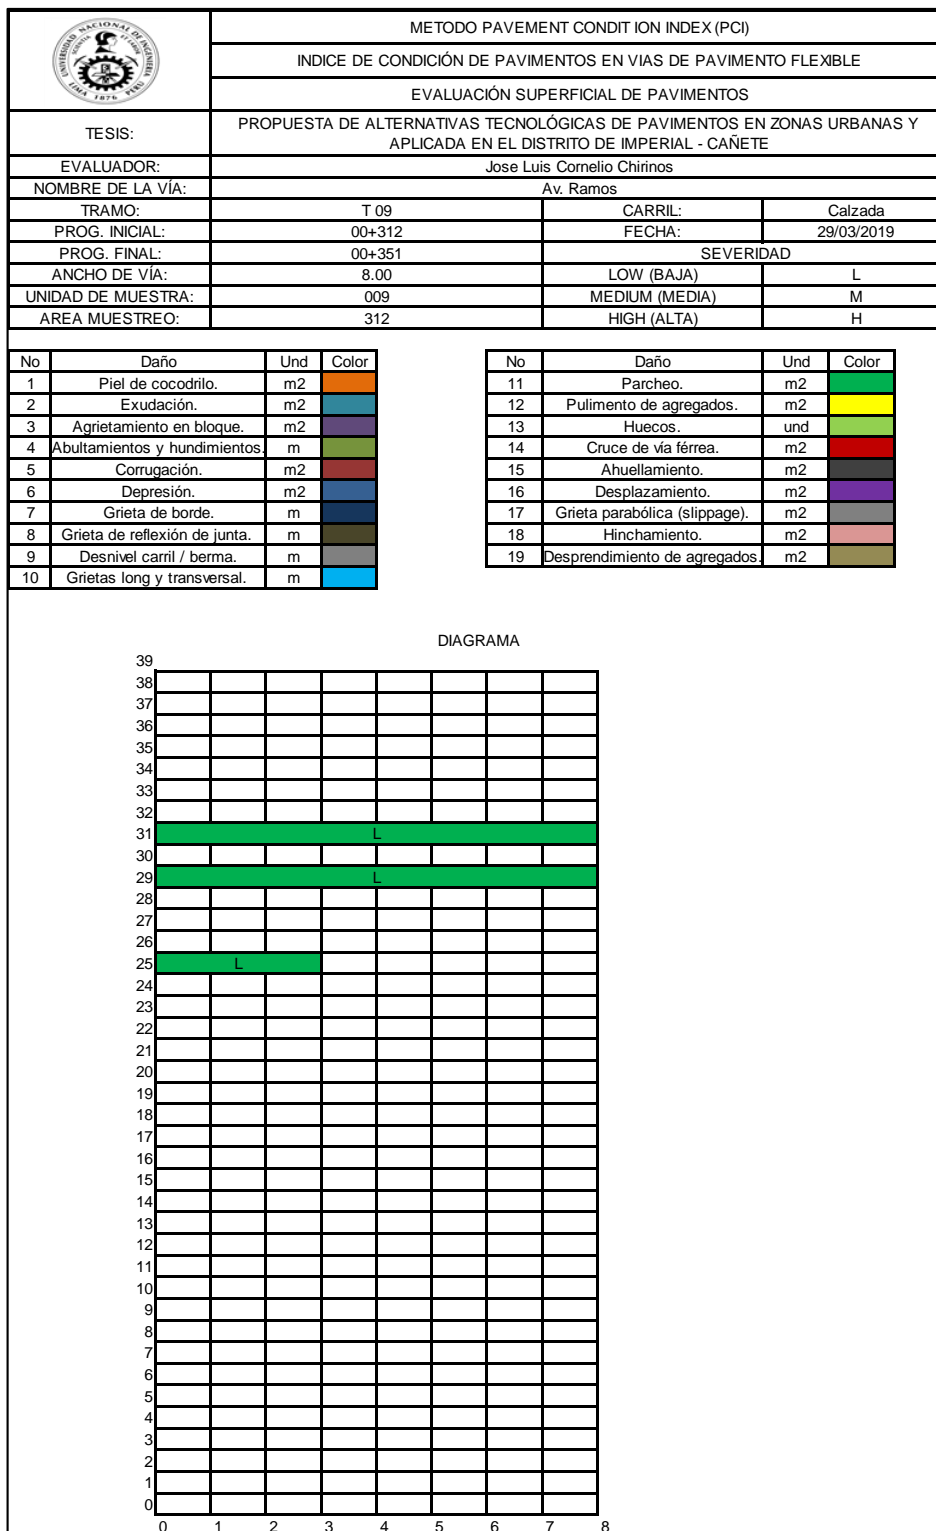 UNIVERSIDAD NACIONAL DE INGENIERIA
SCIENTIA ET LABOR
LIMA 1876 PERU
METODO PAVEMENT CONDIT ION INDEX (PCI)
INDICE DE CONDICIÓN DE PAVIMENTOS EN VIAS DE PAVIMENTO FLEXIBLE
EVALUACIÓN SUPERFICIAL DE PAVIMENTOS
TESIS: PROPUESTA DE ALTERNATIVAS TECNOLÓGICAS DE PAVIMENTOS EN ZONAS URBANAS Y
APLICADA EN EL DISTRITO DE IMPERIAL - CAÑETE
EVALUADOR: Jose Luis Cornelio Chirinos
NOMBRE DE LA VÍA: Av. Ramos
TRAMO: T 09 CARRIL: Calzada
PROG. INICIAL: 00+312 FECHA: 29/03/2019
PROG. FINAL: 00+351 SEVERIDAD
ANCHO DE VÍA: 8.00 LOW (BAJA) L
UNIDAD DE MUESTRA: 009 MEDIUM (MEDIA) M
AREA MUESTREO: 312 HIGH (ALTA) H
No Daño Und Color
1 Piel de cocodrilo. m2
2 Exudación. m2
3 Agrietamiento en bloque. m2
4 Abultamientos y hundimientos. m
5 Corrugación. m2
6 Depresión. m2
7 Grieta de borde. m
8 Grieta de reflexión de junta. m
9 Desnivel carril / berma. m
10 Grietas long y transversal. m
No Daño Und Color
11 Parcheo. m2
12 Pulimento de agregados. m2
13 Huecos. und
14 Cruce de vía férrea. m2
15 Ahuellamiento. m2
16 Desplazamiento. m2
17 Grieta parabólica (slippage). m2
18 Hinchamiento. m2
19 Desprendimiento de agregados. m2
DIAGRAMA
39
38
37
36
35
34
33
32
31 L
30
29 L
28
27
26
25 L
24
23
22
21
20
19
18
17
16
15
14
13
12
11
10
9
8
7
6
5
4
3
2
1
0
0 1 2 3 4 5 6 7 8